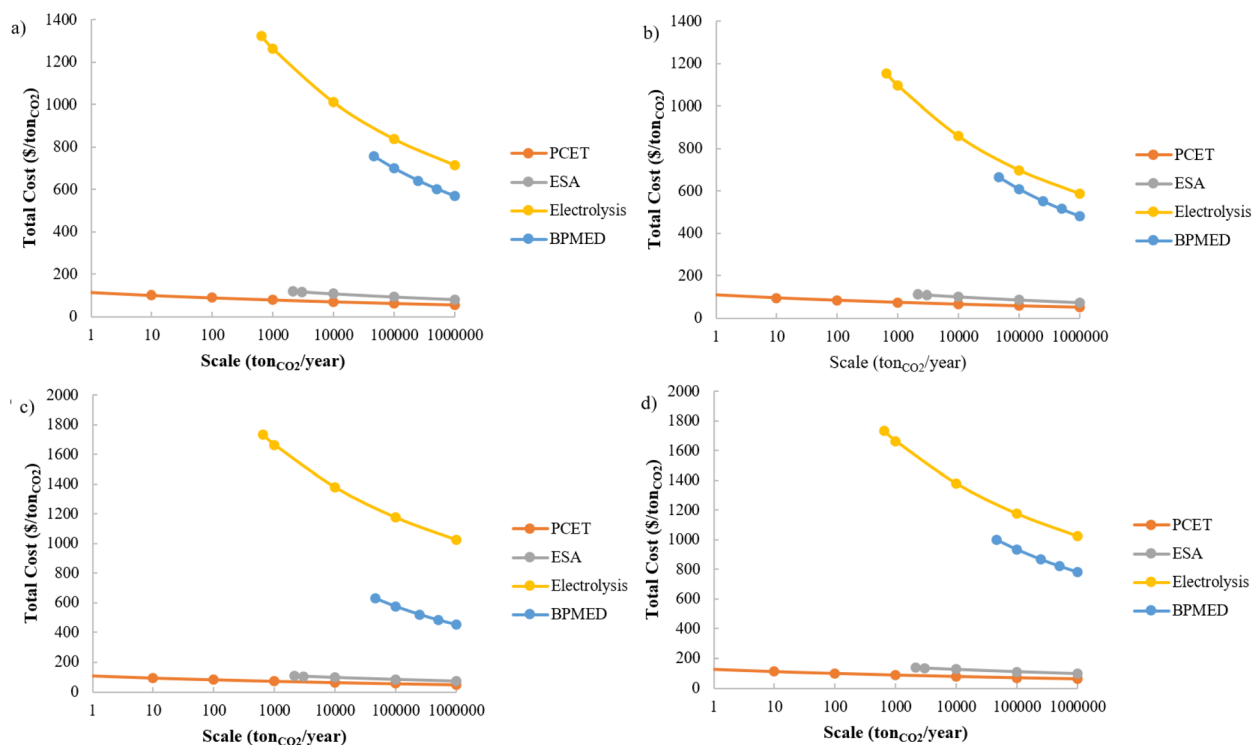 a)
1400
1200
1000
800
600
400
200
0
Total Cost ($/tonCO2)
1 10 100 1000 10000 100000 1000000
Scale (tonCO2/year)
PCET
ESA
Electrolysis
BPMED
b)
1400
1200
1000
800
600
400
200
0
Total Cost ($/tonCO2)
1 10 100 1000 10000 100000 1000000
Scale (tonCO2/year)
PCET
ESA
Electrolysis
BPMED
c)
2000
1800
1600
1400
1200
1000
800
600
400
200
0
Total Cost ($/tonCO2)
1 10 100 1000 10000 100000 1000000
Scale (tonCO2/year)
PCET
ESA
Electrolysis
BPMED
d)
2000
1800
1600
1400
1200
1000
800
600
400
200
0
Total Cost ($/tonCO2)
1 10 100 1000 10000 100000 1000000
Scale (tonCO2/year)
PCET
ESA
Electrolysis
BPMED